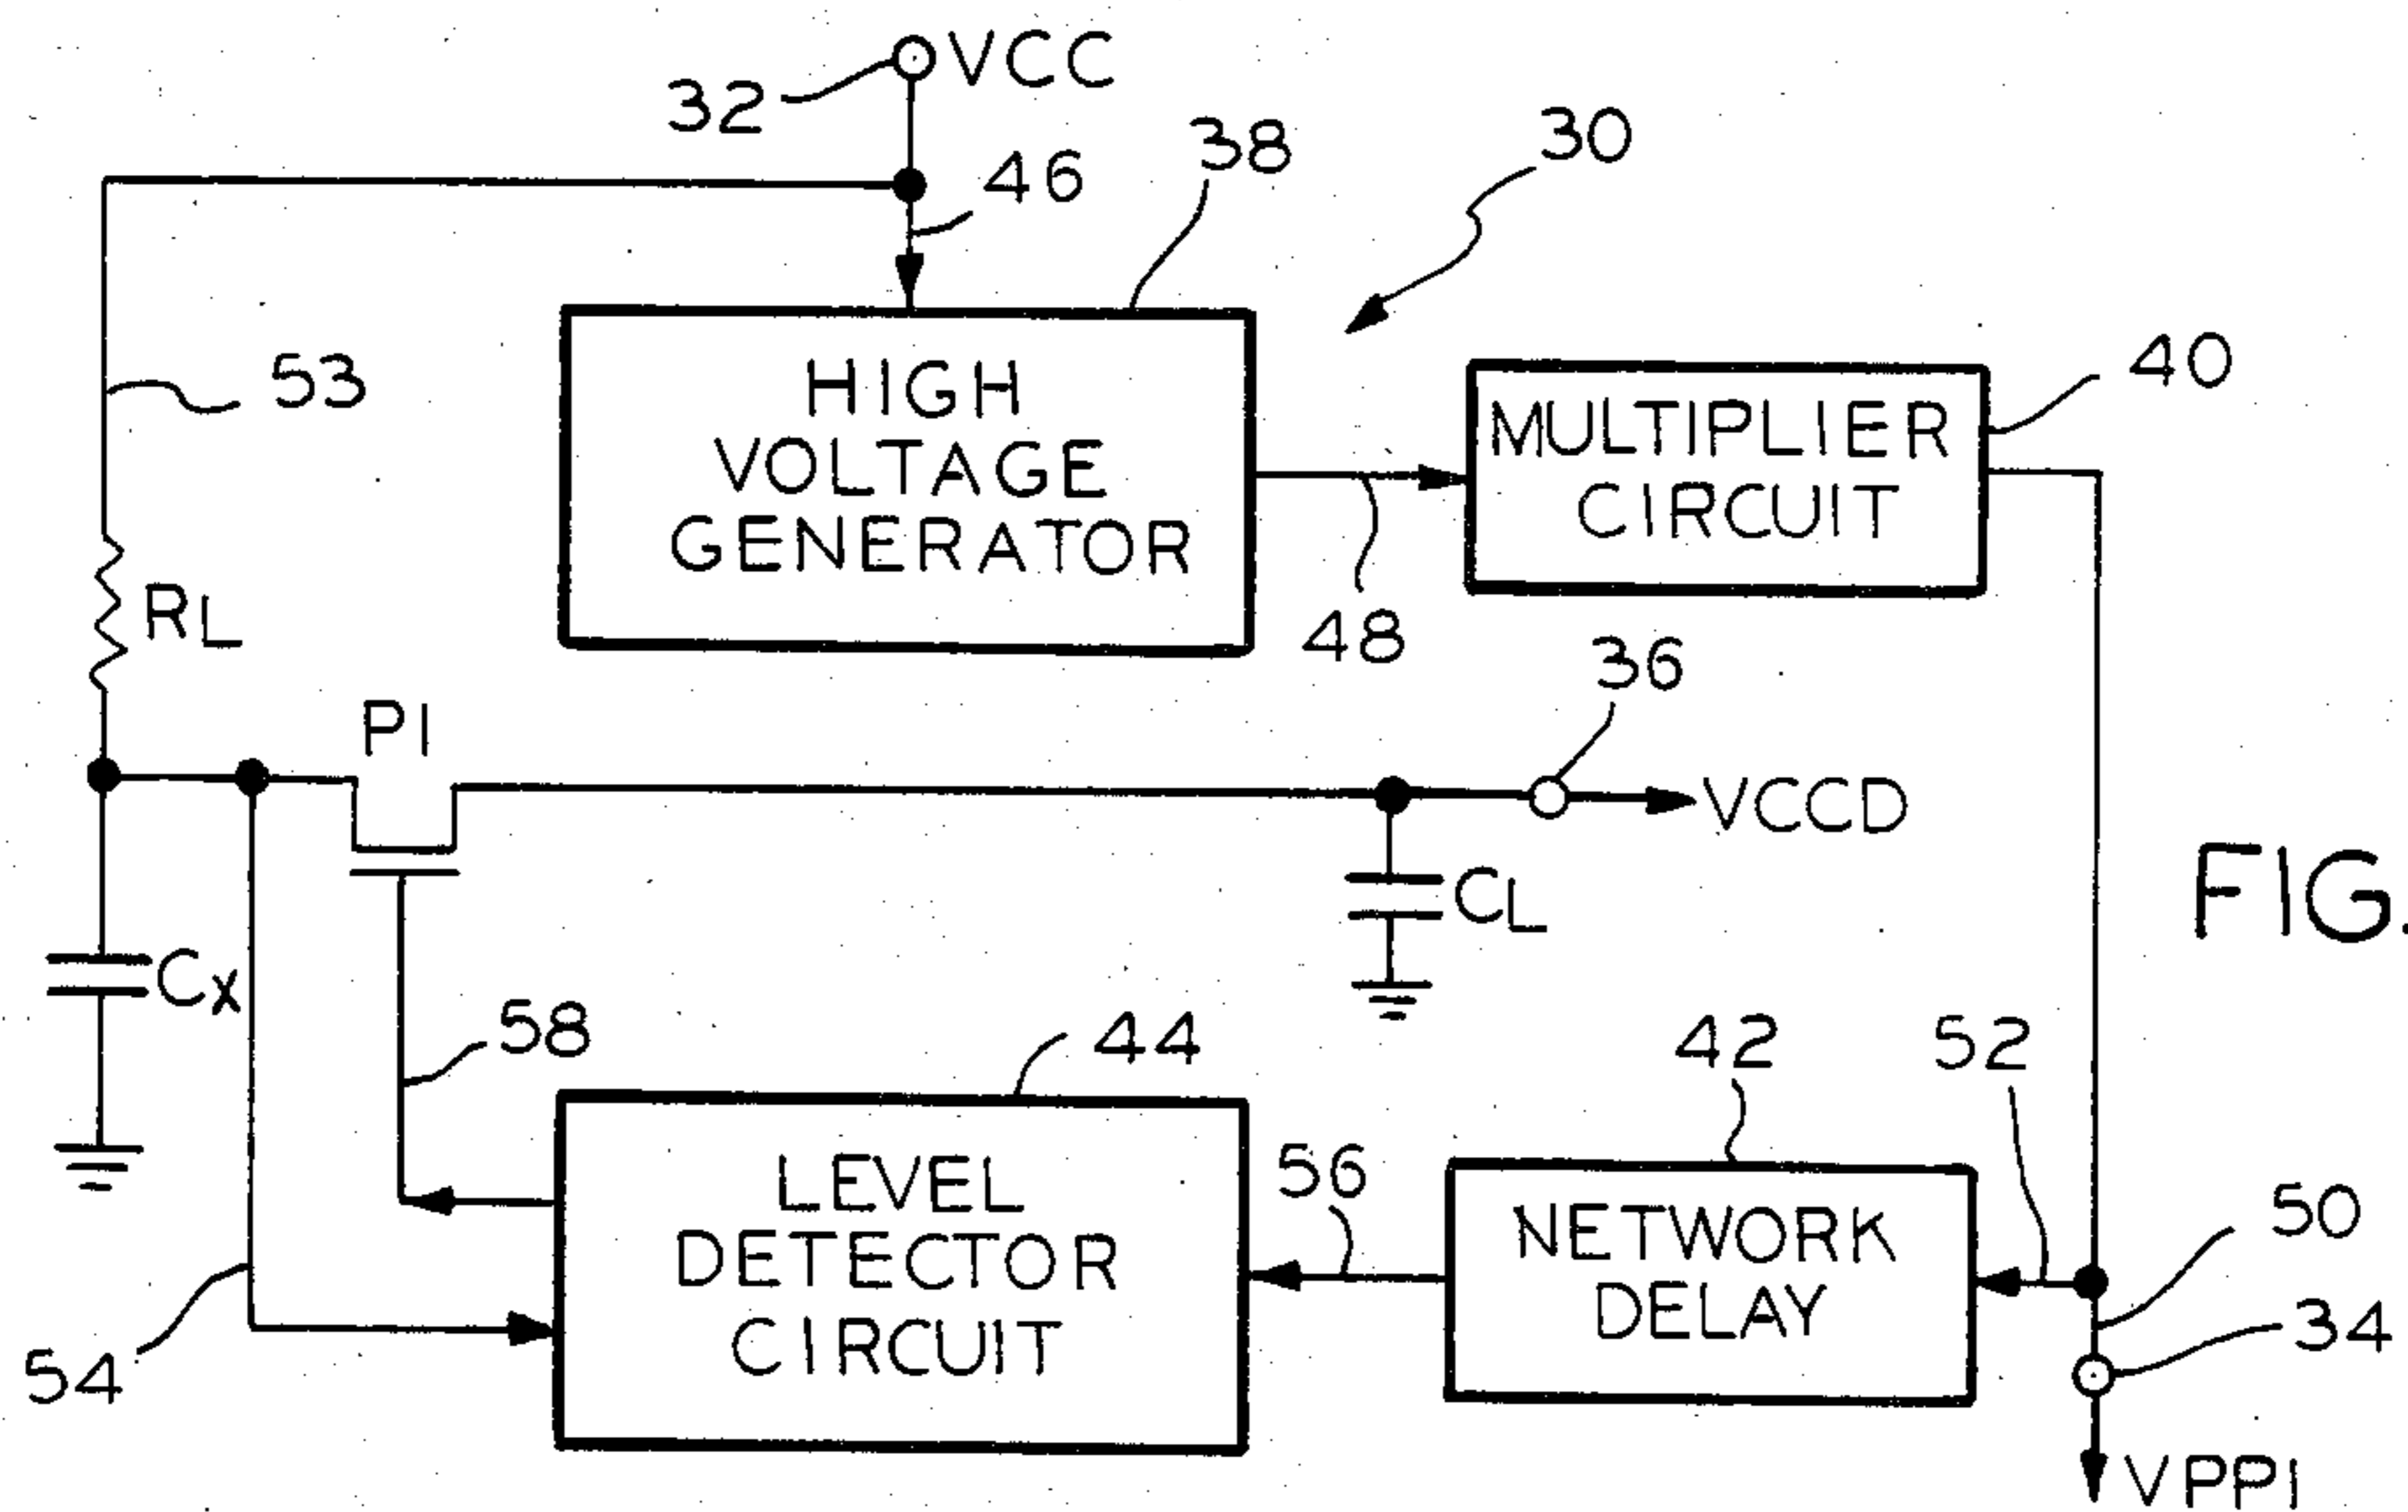 VCC
32
46
38
30
53
HIGH
VOLTAGE
GENERATOR
40
MULTIPLIER
CIRCUIT
48
RL
P1
36
VCCD
CL
FIG.
CX
58
44
42
52
LEVEL
DETECTOR
CIRCUIT
56
NETWORK
DELAY
50
34
54
VPPI